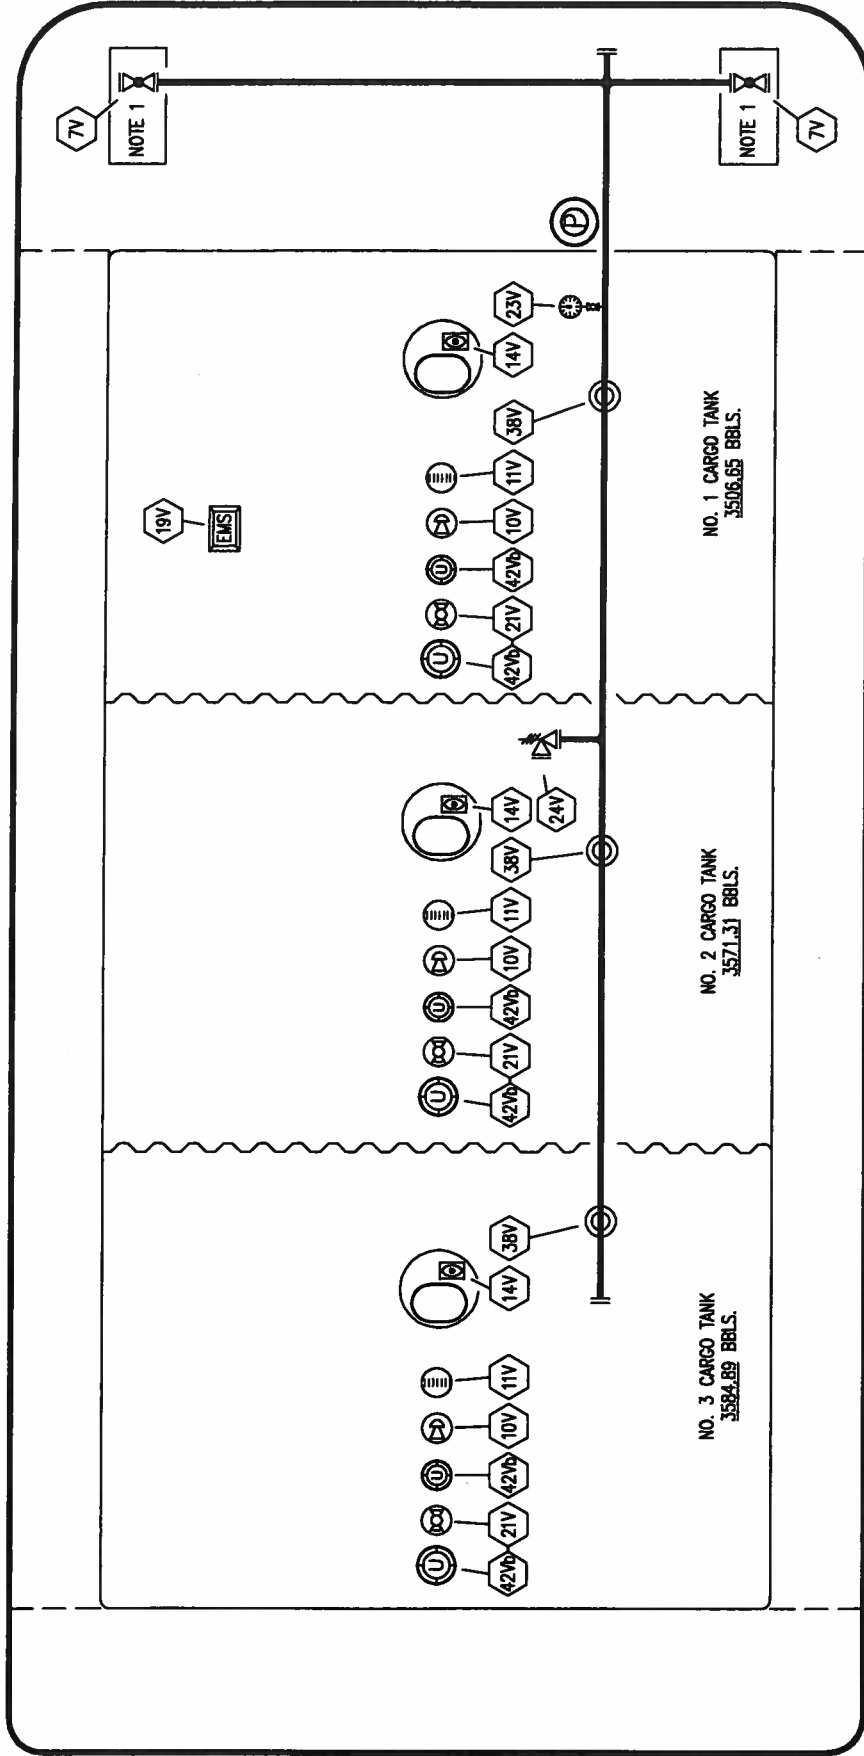 7V
NOTE 1
NOTE 1
7V
P
19V
EMS
23V
14V
38V
11V
10V
U
42Vb
21V
U
42Vb
NO. 1 CARGO TANK
3506.65 BBLS.
14V
24V
38V
11V
10V
U
42Vb
21V
U
42Vb
NO. 2 CARGO TANK
3571.31 BBLS.
38V
14V
11V
10V
U
42Vb
21V
U
42Vb
NO. 3 CARGO TANK
3584.89 BBLS.